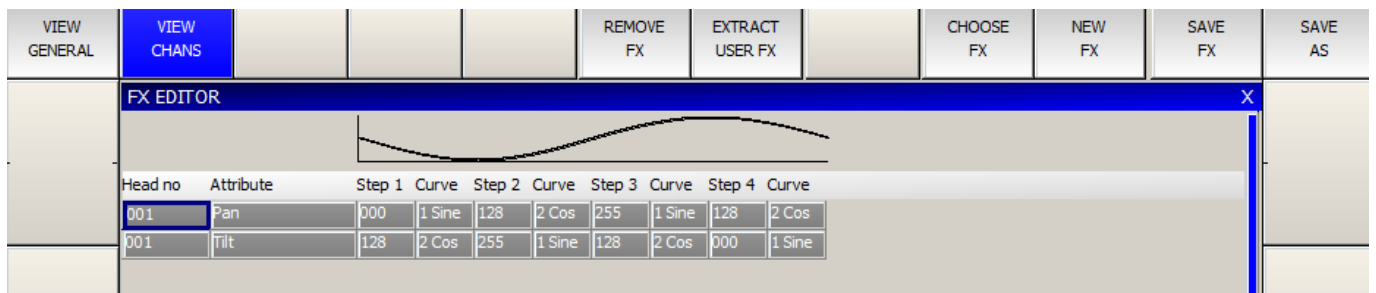 VIEW GENERAL
VIEW CHANS
REMOVE FX
EXTRACT USER FX
CHOOSE FX
NEW FX
SAVE FX
SAVE AS
FX EDITOR X
Head no Attribute Step 1 Curve Step 2 Curve Step 3 Curve Step 4 Curve
001 Pan 000 1 Sine 128 2 Cos 255 1 Sine 128 2 Cos
001 Tilt 128 2 Cos 255 1 Sine 128 2 Cos 000 1 Sine